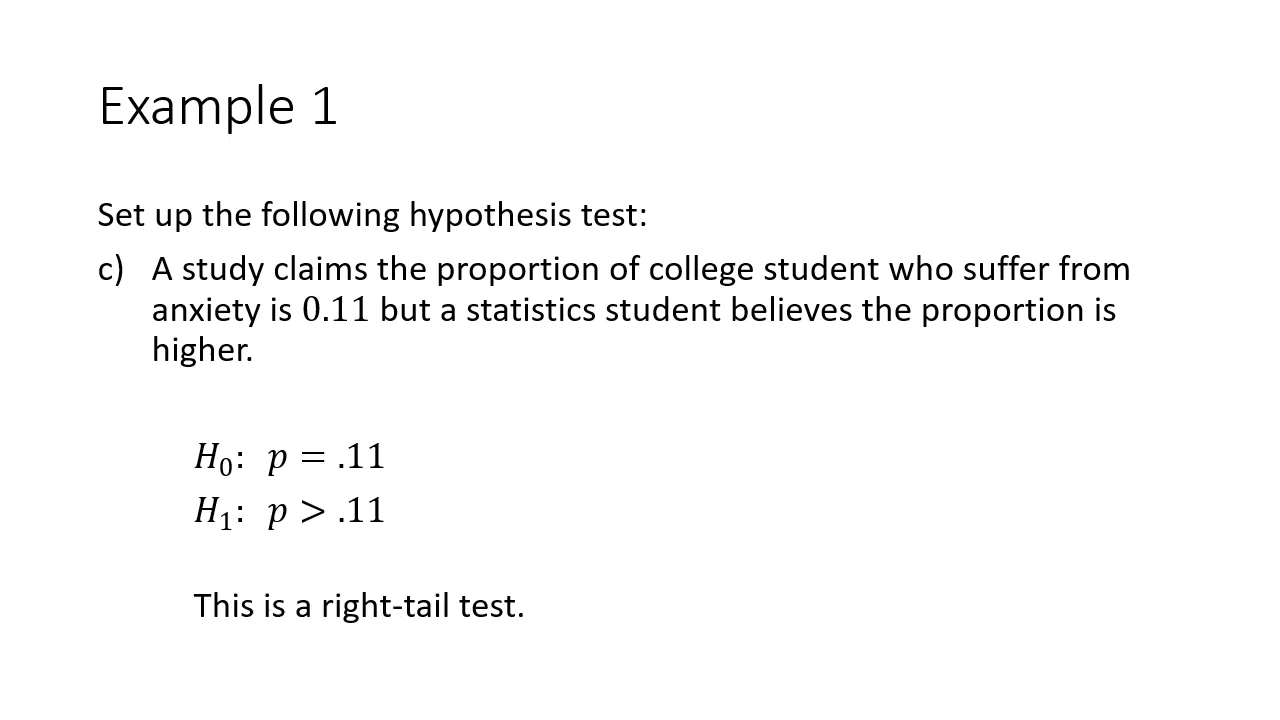 Example 1
Set up the following hypothesis test:
c) A study claims the proportion of college student who suffer from
anxiety is 0.11 but a statistics student believes the proportion is
higher.
H₀: p = .11
H₁: p > .11
This is a right-tail test.